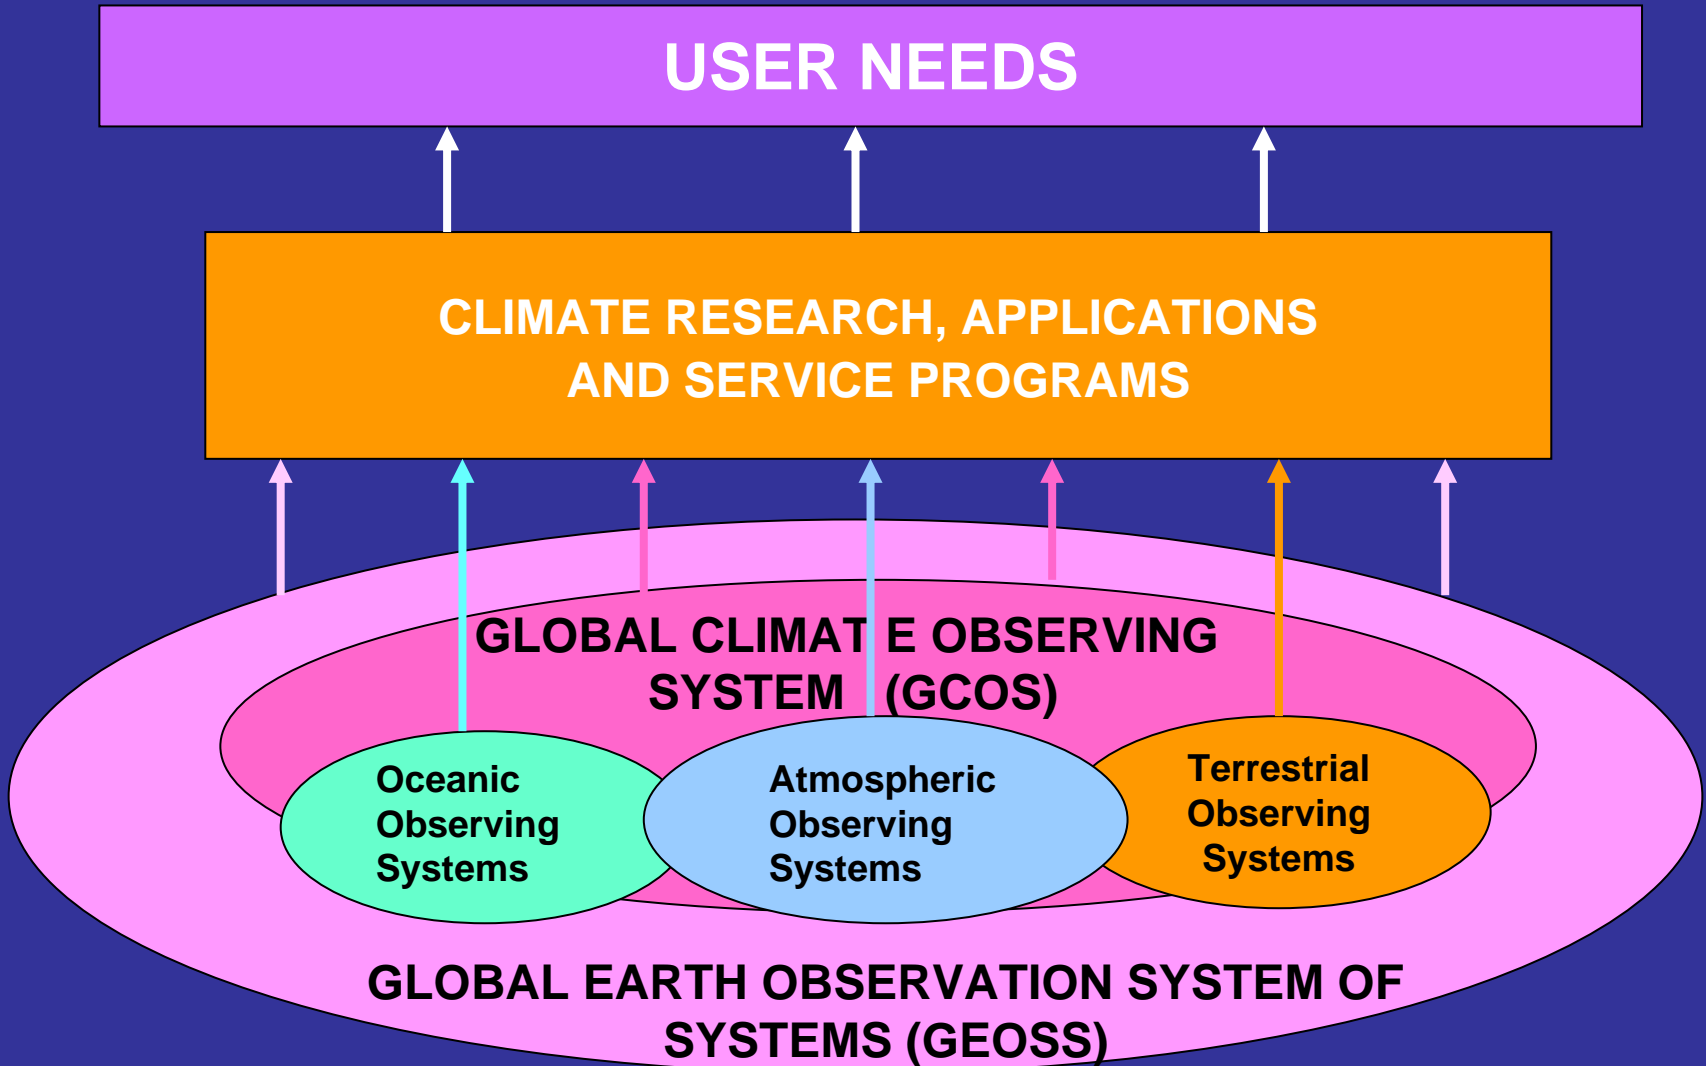 USER NEEDS
CLIMATE RESEARCH, APPLICATIONS
AND SERVICE PROGRAMS
GLOBAL CLIMATE OBSERVING
SYSTEM (GCOS)
Oceanic
Observing
Systems
Atmospheric
Observing
Systems
Terrestrial
Observing
Systems
GLOBAL EARTH OBSERVATION SYSTEM OF
SYSTEMS (GEOSS)